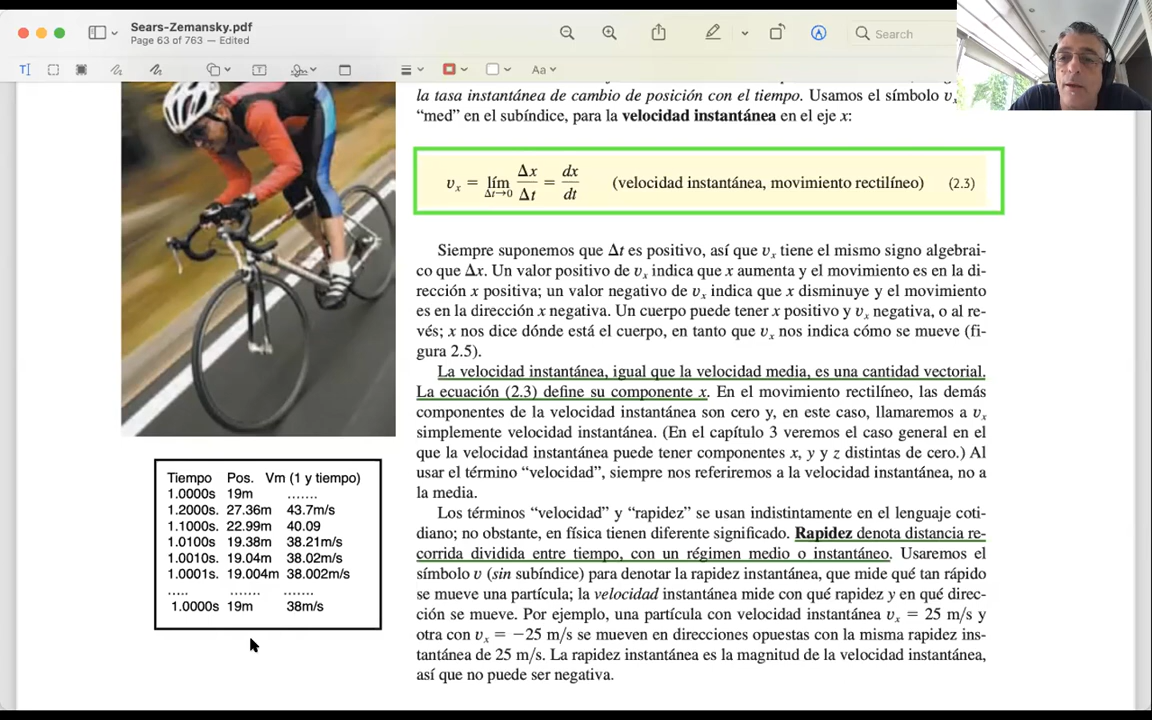 Sears-Zemansky.pdf
Page 63 of 763 — Edited
Search
Aa
la tasa instantánea de cambio de posición con el tiempo. Usamos el símbolo υ
“med” en el subíndice, para la velocidad instantánea en el eje x:
υx = lím Δt→0 Δx/Δt = dx/dt (velocidad instantánea, movimiento rectilíneo) (2.3)
Siempre suponemos que Δt es positivo, así que υx tiene el mismo signo algebrai-
co que Δx. Un valor positivo de υx indica que x aumenta y el movimiento es en la di-
rección x positiva; un valor negativo de υx indica que x disminuye y el movimiento
es en la dirección x negativa. Un cuerpo puede tener x positivo y υx negativa, o al re-
vés; x nos dice dónde está el cuerpo, en tanto que υx nos indica cómo se mueve (fi-
gura 2.5).
La velocidad instantánea, igual que la velocidad media, es una cantidad vectorial.
La ecuación (2.3) define su componente x. En el movimiento rectilíneo, las demás
componentes de la velocidad instantánea son cero y, en este caso, llamaremos a υx
simplemente velocidad instantánea. (En el capítulo 3 veremos el caso general en el
que la velocidad instantánea puede tener componentes x, y y z distintas de cero.) Al
usar el término “velocidad”, siempre nos referiremos a la velocidad instantánea, no a
la media.
Los términos “velocidad” y “rapidez” se usan indistintamente en el lenguaje coti-
diano; no obstante, en física tienen diferente significado. Rapidez denota distancia re-
corrida dividida entre tiempo, con un régimen medio o instantáneo. Usaremos el
símbolo υ (sin subíndice) para denotar la rapidez instantánea, que mide qué tan rápido
se mueve una partícula; la velocidad instantánea mide con qué rapidez y en qué direc-
ción se mueve. Por ejemplo, una partícula con velocidad instantánea υx = 25 m/s y
otra con υx = −25 m/s se mueven en direcciones opuestas con la misma rapidez ins-
tantánea de 25 m/s. La rapidez instantánea es la magnitud de la velocidad instantánea,
así que no puede ser negativa.
Tiempo Pos. Vm (1 y tiempo)
1.0000s 19m .......
1.2000s. 27.36m 43.7m/s
1.1000s. 22.99m 40.09
1.0100s 19.38m 38.21m/s
1.0010s. 19.04m 38.02m/s
1.0001s. 19.004m 38.002m/s
..... ....... .......
1.0000s 19m 38m/s